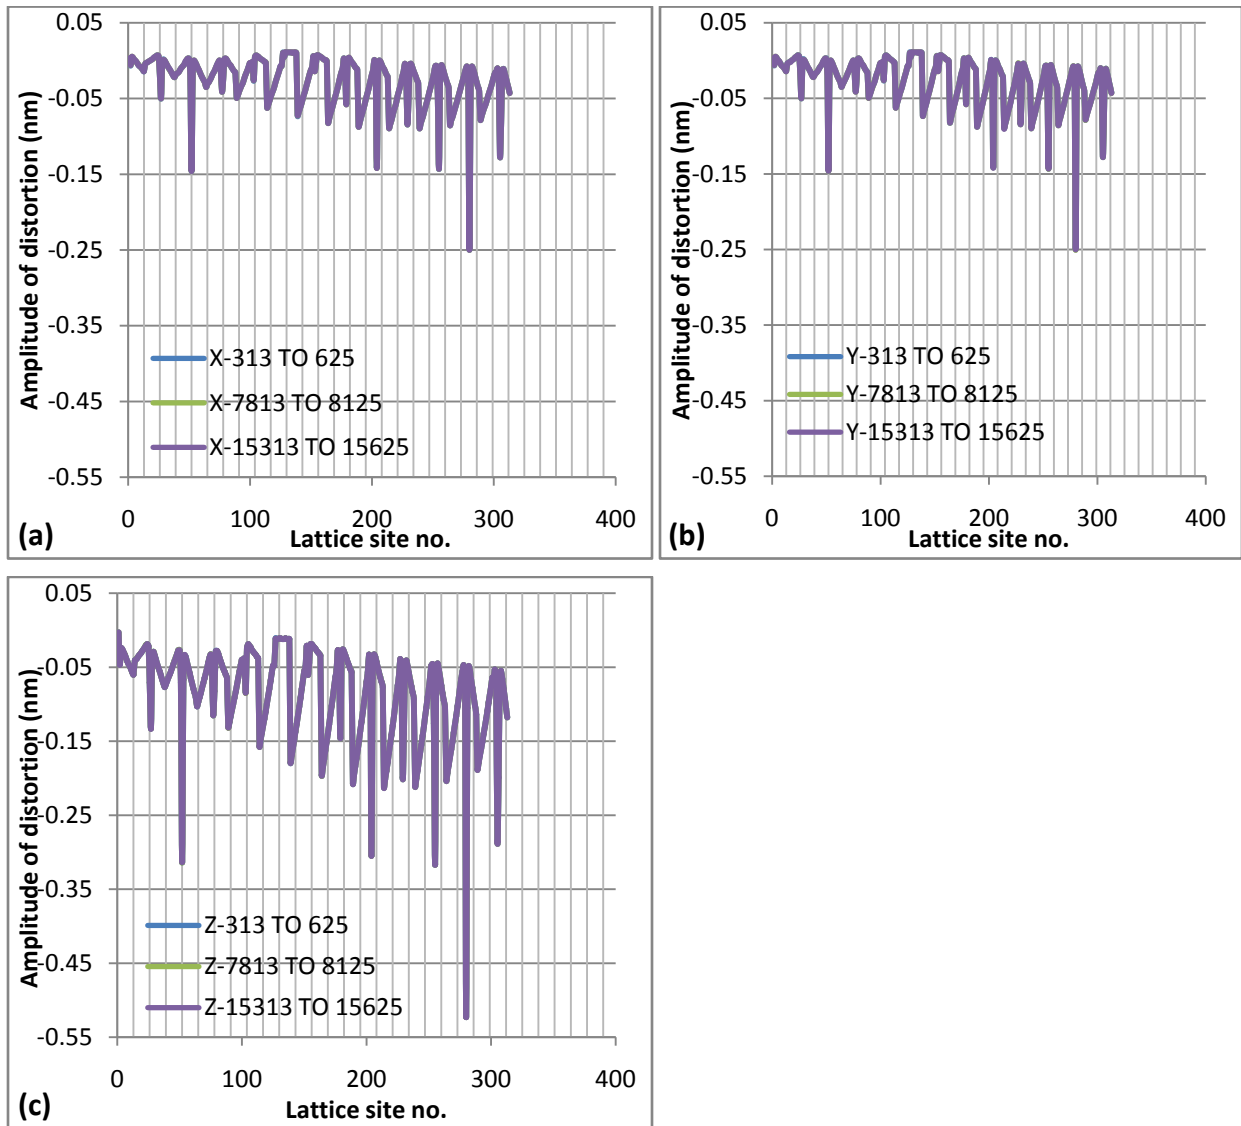 0.05
-0.05
-0.15
-0.25
-0.35
-0.45
-0.55
Amplitude of distortion (nm)
X-313 TO 625
X-7813 TO 8125
X-15313 TO 15625
0 100 200 300 400
Lattice site no.
(a)
0.05
-0.05
-0.15
-0.25
-0.35
-0.45
-0.55
Amplitude of distortion (nm)
Y-313 TO 625
Y-7813 TO 8125
Y-15313 TO 15625
0 100 200 300 400
Lattice site no.
(b)
0.05
-0.05
-0.15
-0.25
-0.35
-0.45
-0.55
Amplitude of distortion (nm)
Z-313 TO 625
Z-7813 TO 8125
Z-15313 TO 15625
0 100 200 300 400
Lattice site no.
(c)